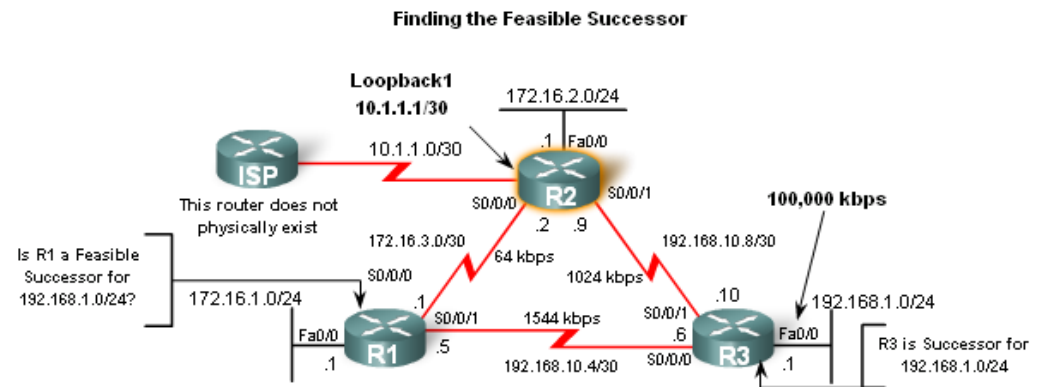 Finding the Feasible Successor
Loopback1
10.1.1.1/30
172.16.2.0/24
.1
Fa0/0
10.1.1.0/30
ISP
R2
S0/0/0
S0/0/1
100,000 kbps
This router does not
physically exist
.2
.9
172.16.3.0/30
192.168.10.8/30
Is R1 a Feasible
Successor for
192.168.1.0/24?
64 kbps
1024 kbps
S0/0/0
172.16.1.0/24
.1
.10
192.168.1.0/24
S0/0/1
1544 kbps
S0/0/1
Fa0/0
R1
.5
.6
R3
Fa0/0
.1
192.168.10.4/30
S0/0/0
.1
R3 is Successor for
192.168.1.0/24